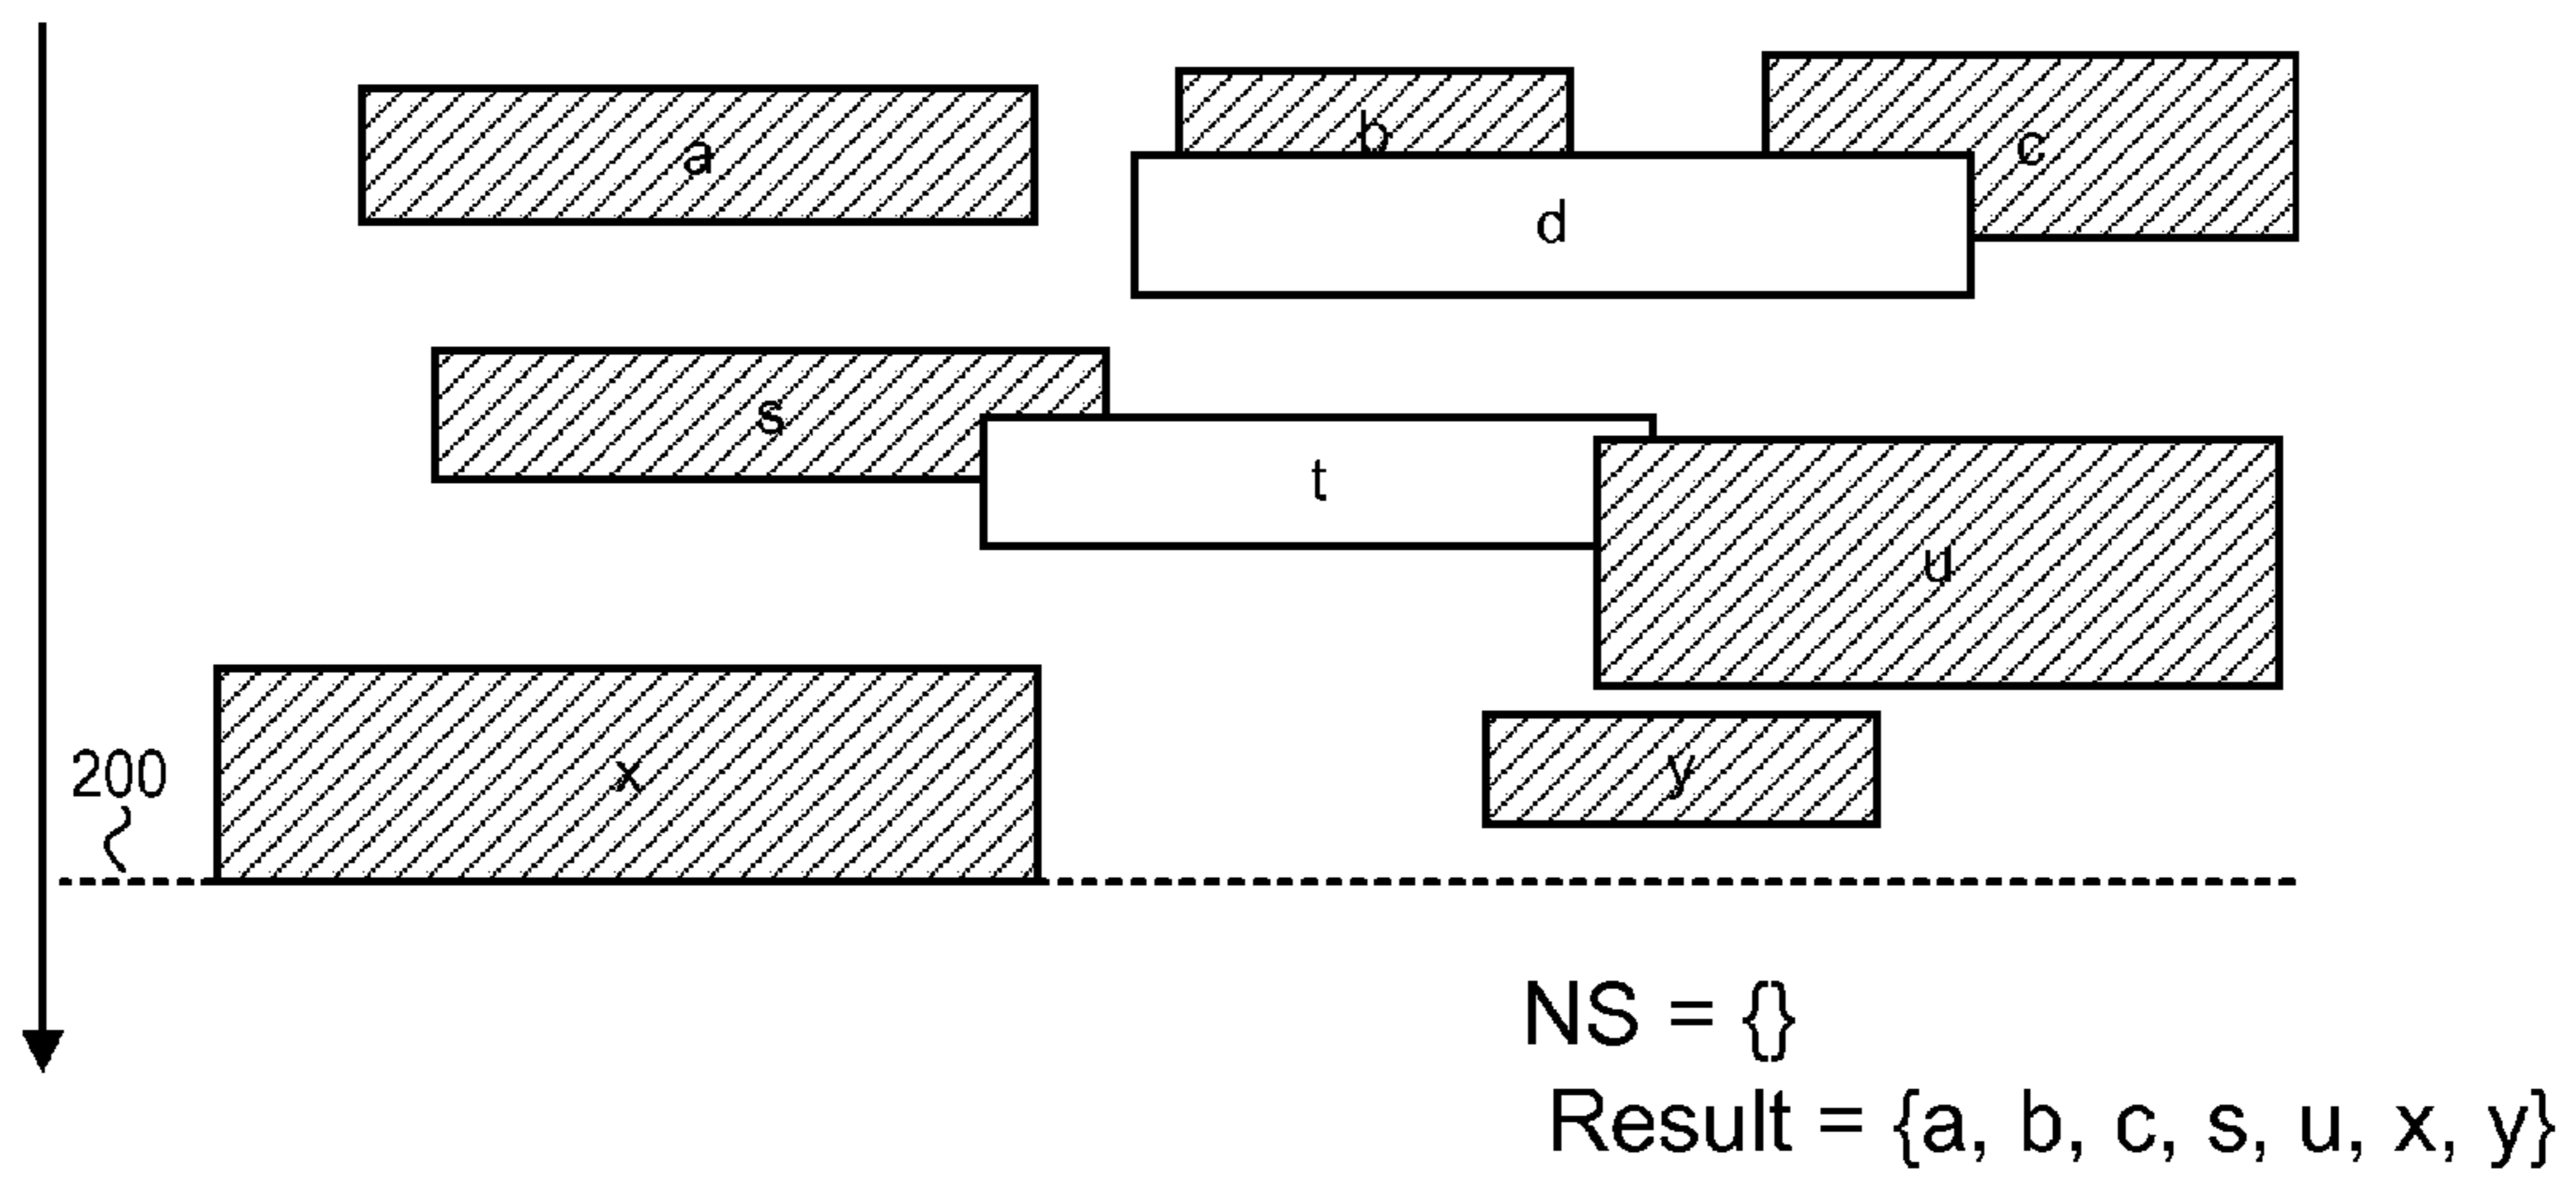 a
b
c
d
s
t
u
x
y
200
NS = {}
Result = {a, b, c, s, u, x, y}